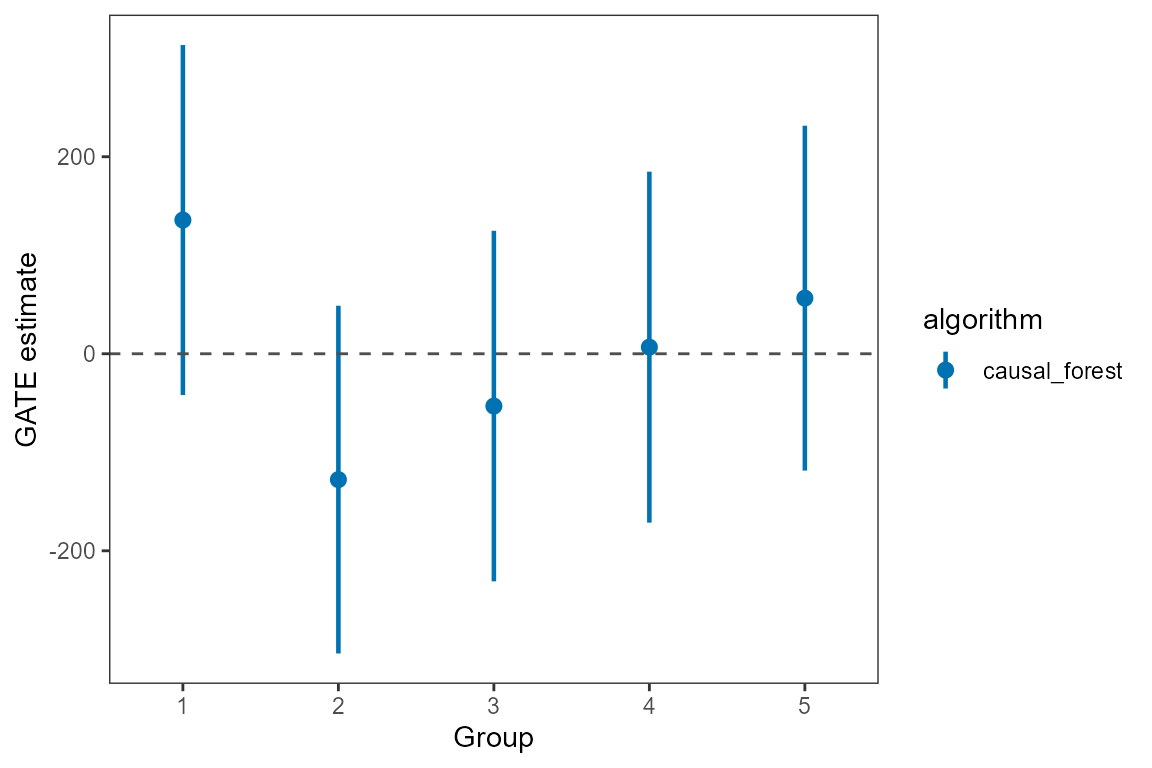 GATE estimate
200
0
-200
1 2 3 4 5
Group
algorithm
causal_forest